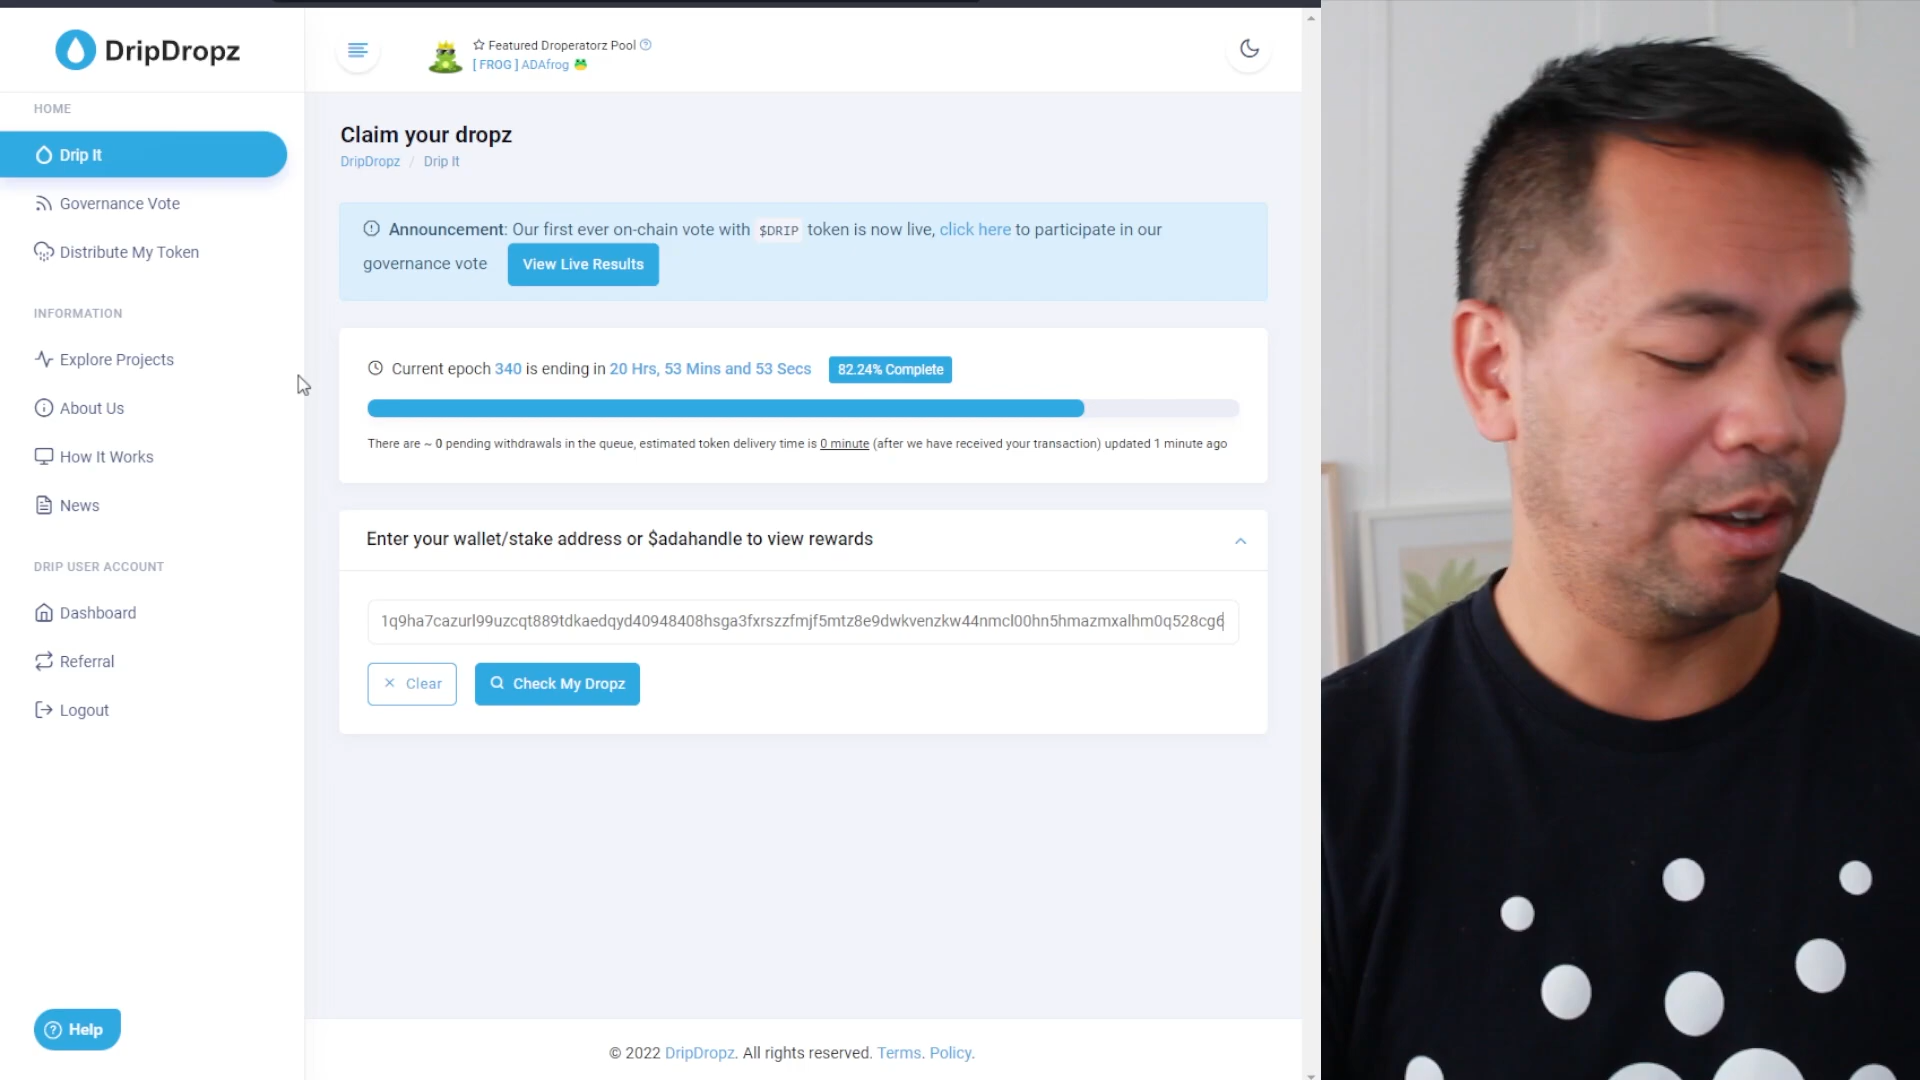 DripDropz
Featured Droperatorz Pool
[ FROG ] ADAfrog
HOME
Drip It
Governance Vote
Distribute My Token
INFORMATION
Explore Projects
About Us
How It Works
News
DRIP USER ACCOUNT
Dashboard
Referral
Logout
Help
Claim your dropz
DripDropz / Drip It
Announcement: Our first ever on-chain vote with $DRIP token is now live, click here to participate in our
governance vote View Live Results
Current epoch 340 is ending in 20 Hrs, 53 Mins and 53 Secs 82.24% Complete
There are ~ 0 pending withdrawals in the queue, estimated token delivery time is 0 minute (after we have received your transaction) updated 1 minute ago
Enter your wallet/stake address or $adahandle to view rewards
1q9ha7cazurl99uzcqt889tdkaedqyd40948408hsga3fxrszzfmjf5mtz8e9dwkvenzkw44nmcl00hn5hmazmxalhm0q528cg6
Clear
Check My Dropz
© 2022 DripDropz. All rights reserved. Terms. Policy.